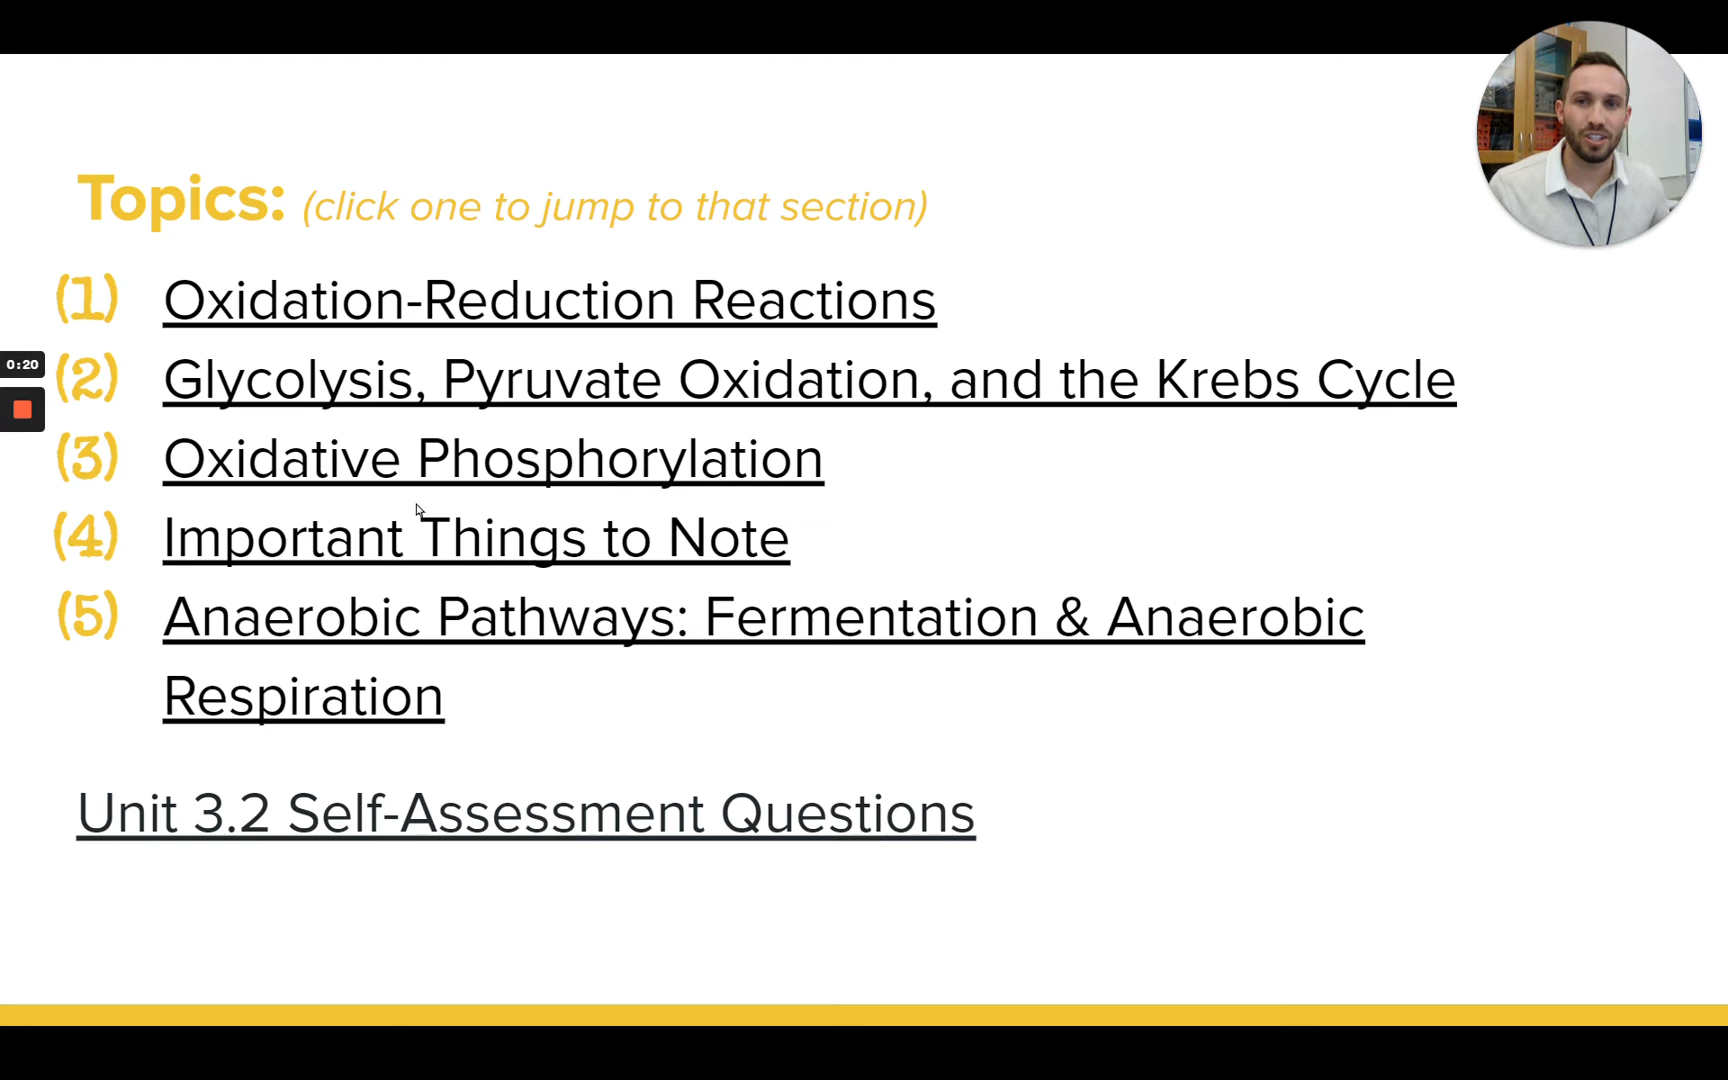 Topics: (click one to jump to that section)
(1) Oxidation-Reduction Reactions
0:20
(2) Glycolysis, Pyruvate Oxidation, and the Krebs Cycle
(3) Oxidative Phosphorylation
(4) Important Things to Note
(5) Anaerobic Pathways: Fermentation & Anaerobic
Respiration
Unit 3.2 Self-Assessment Questions